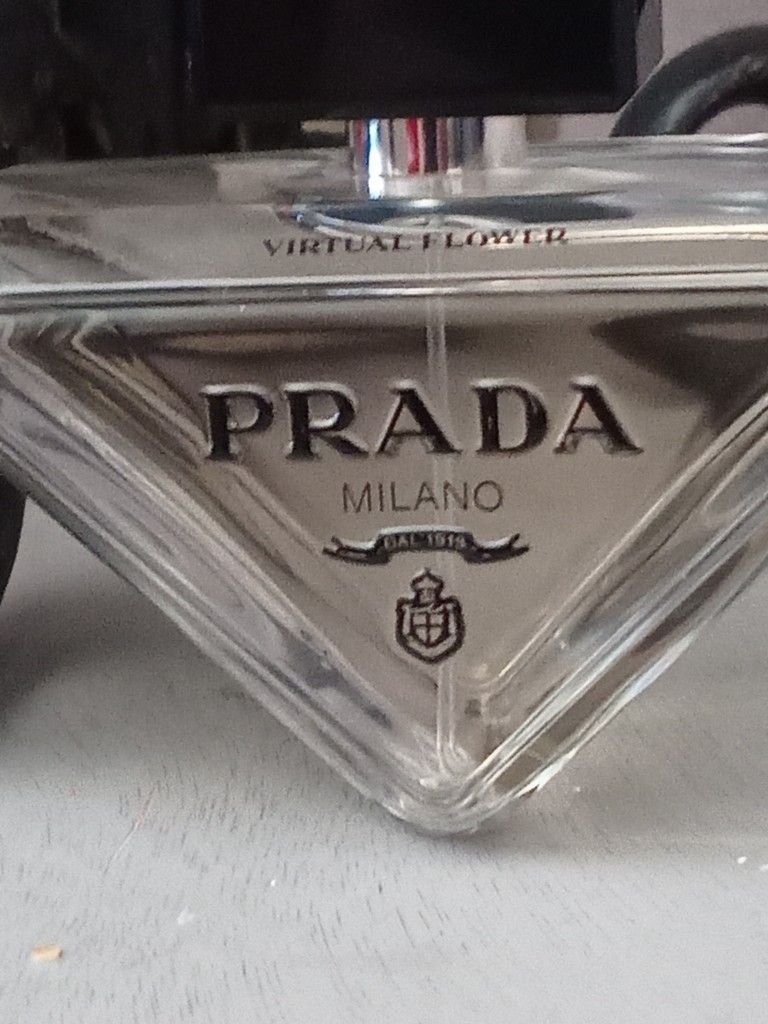 VIRTUAL FLOWER
PRADA
MILANO
DAL 1913